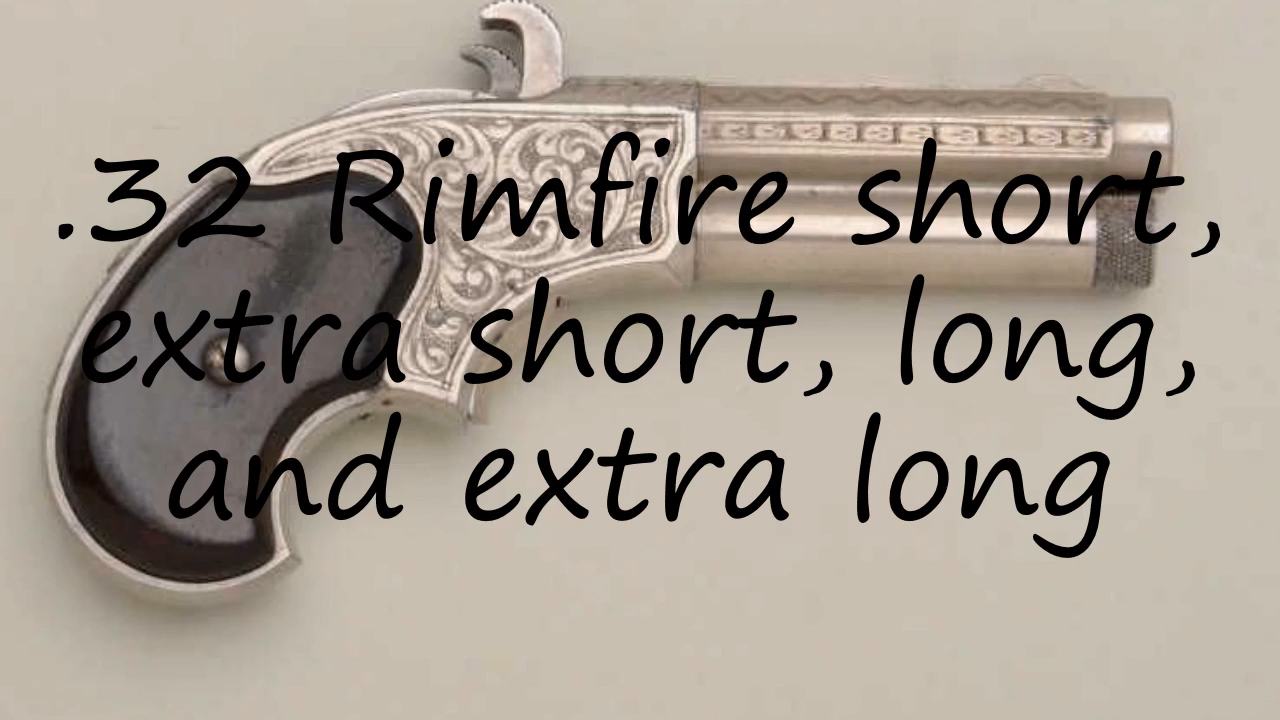 .32 Rimfire short,
extra short, long,
and extra long